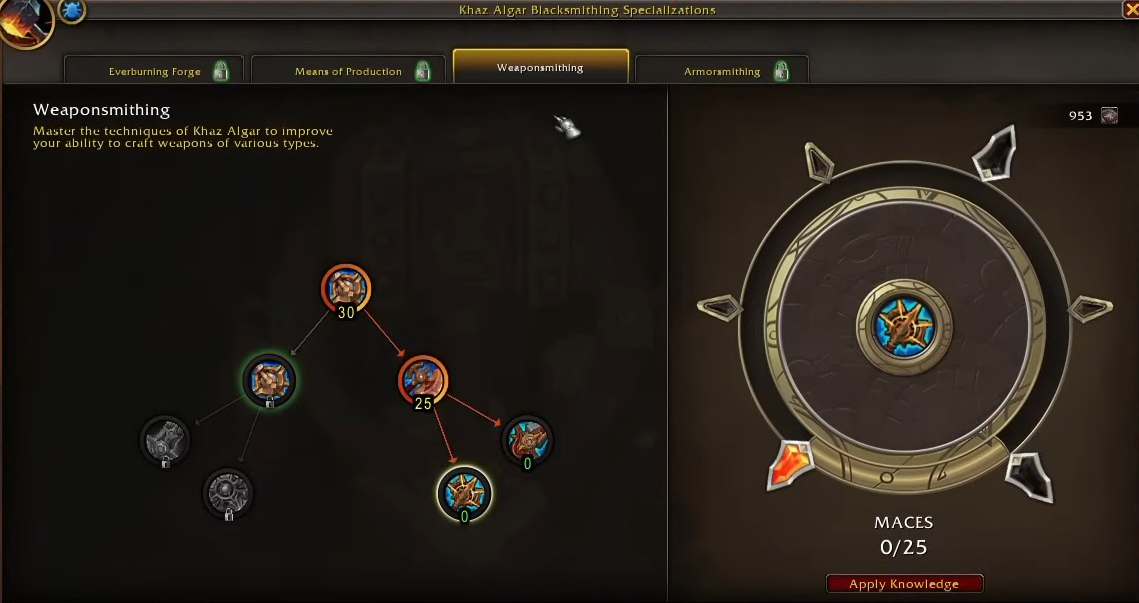 Khaz Algar Blacksmithing Specializations
Everburning Forge
Means of Production
Weaponsmithing
Armorsmithing
Weaponsmithing
Master the techniques of Khaz Algar to improve
your ability to craft weapons of various types.
953
30
25
0
0
MACES
0/25
Apply Knowledge